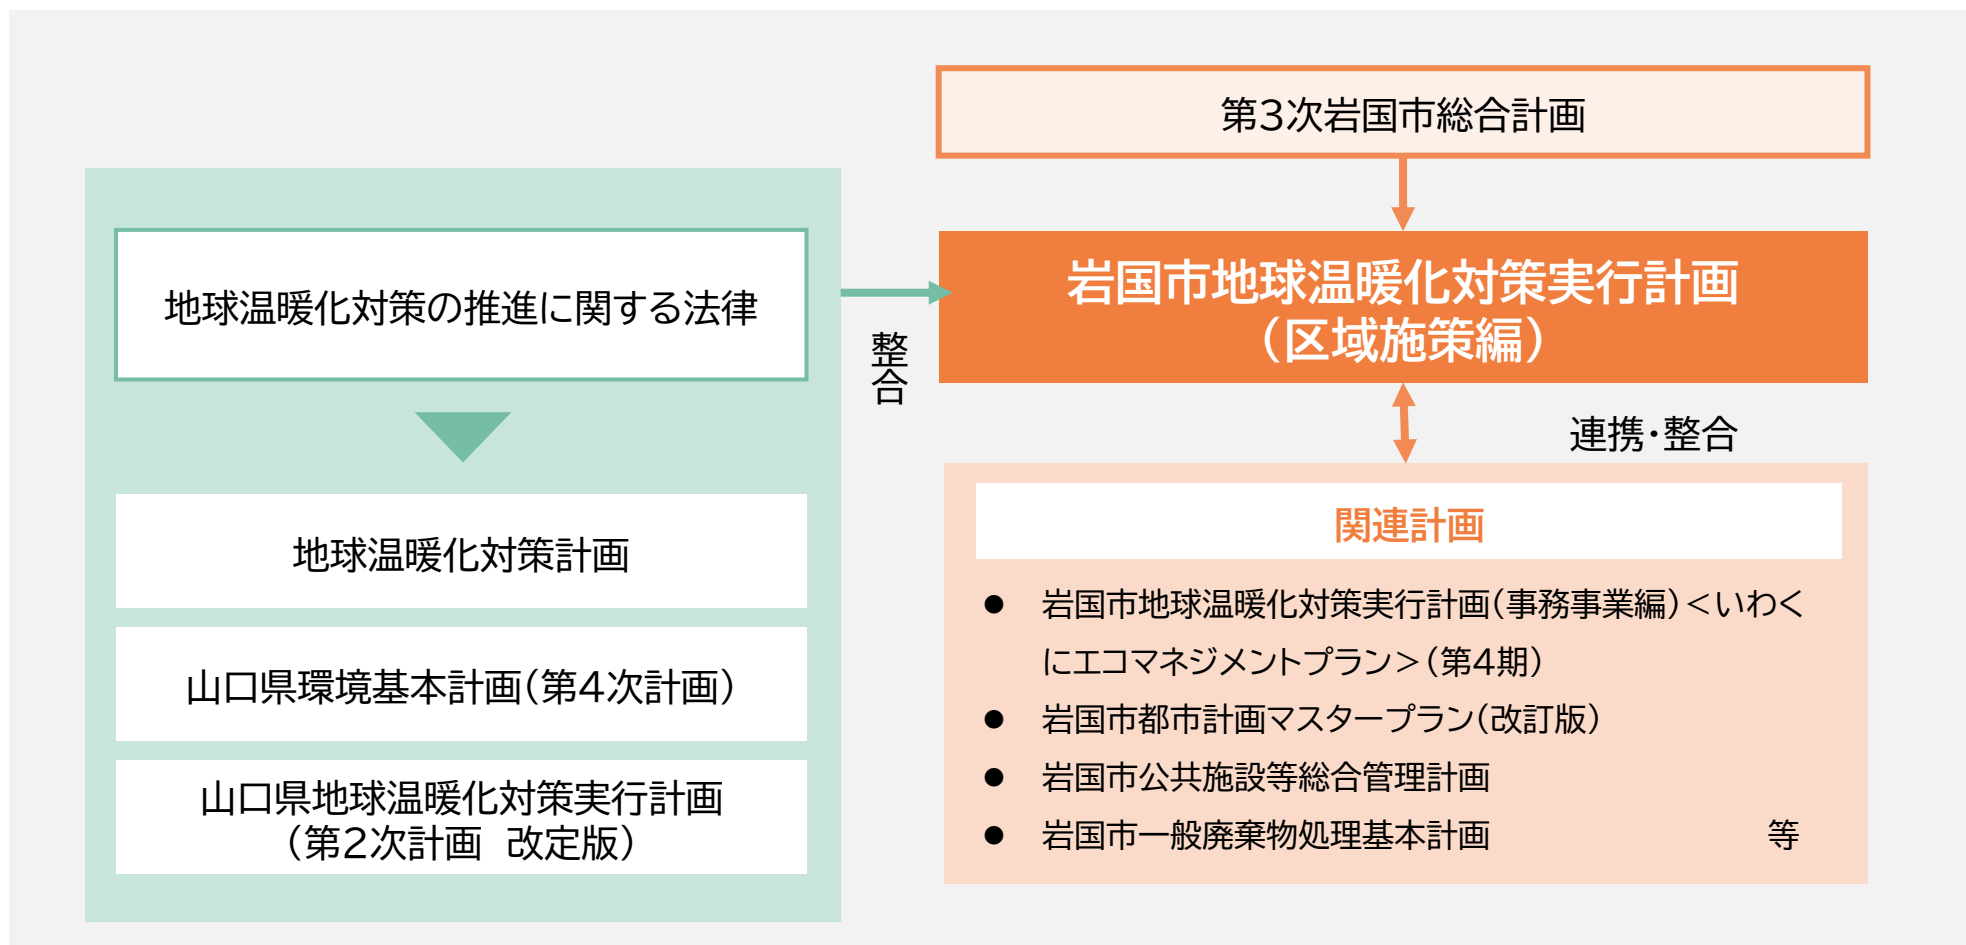 第3次岩国市総合計画
地球温暖化対策の推進に関する法律
整合
岩国市地球温暖化対策実行計画
(区域施策編)
連携・整合
地球温暖化対策計画
山口県環境基本計画(第4次計画)
山口県地球温暖化対策実行計画
(第2次計画 改定版)
関連計画
● 岩国市地球温暖化対策実行計画(事務事業編)<いわく
にエコマネジメントプラン>(第4期)
● 岩国市都市計画マスタープラン(改訂版)
● 岩国市公共施設等総合管理計画
● 岩国市一般廃棄物処理基本計画 等